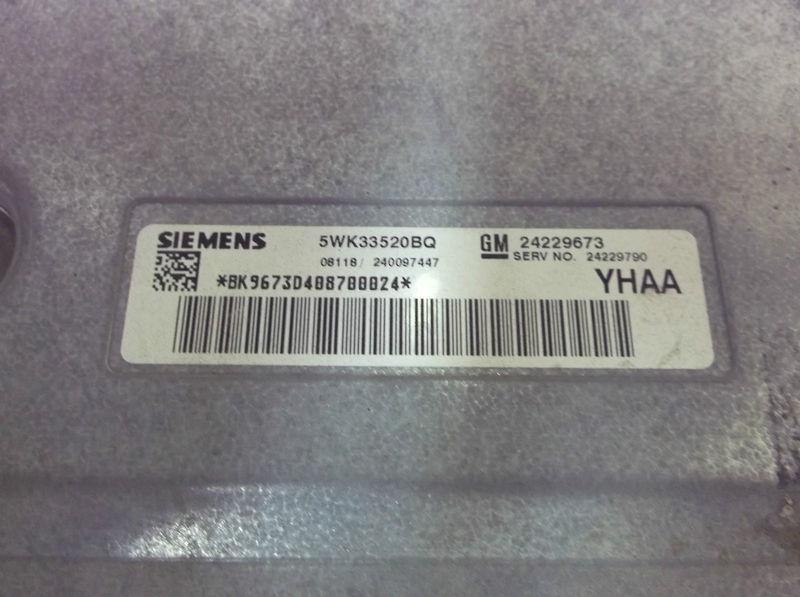 SIEMENS 5WK33520BQ GM 24229673
08118/ 240097447 SERV NO. 24229790
*BK9673D408700024* YHAA